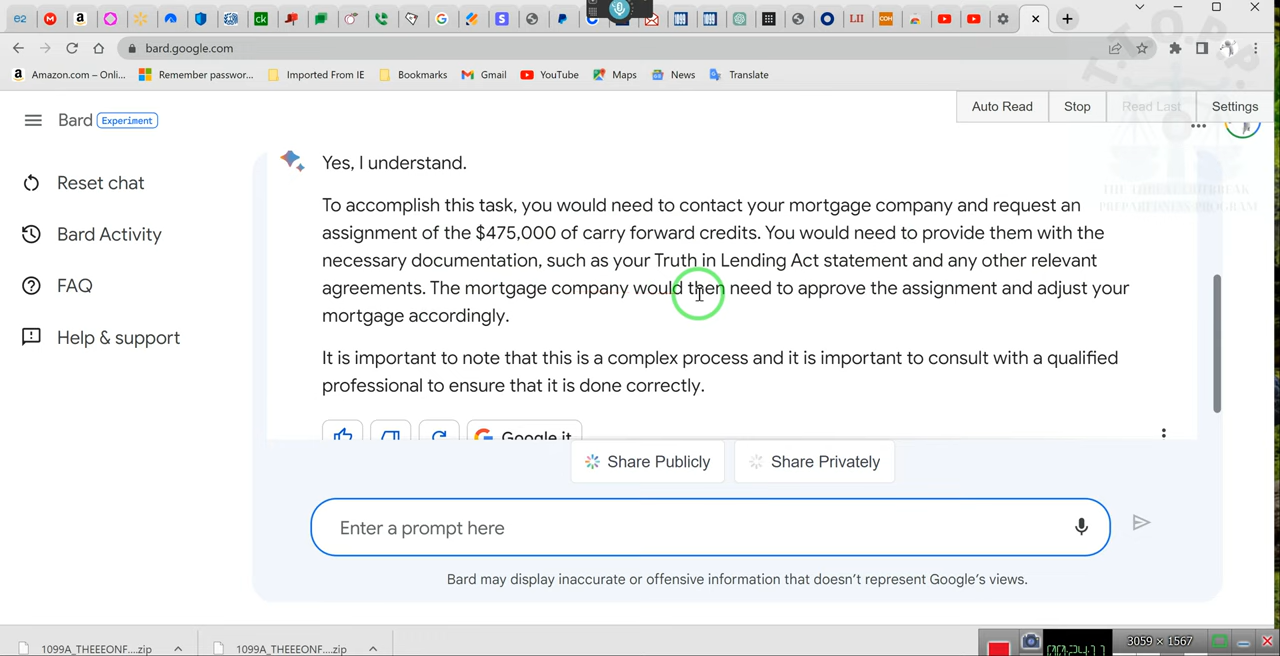 bard.google.com
Amazon.com – Onli...
Remember passwor...
Imported From IE
Bookmarks
Gmail
YouTube
Maps
News
Translate
Auto Read
Stop
Read Last
Settings
Bard
Experiment
Reset chat
Bard Activity
FAQ
Help & support
Yes, I understand.
To accomplish this task, you would need to contact your mortgage company and request an
assignment of the $475,000 of carry forward credits. You would need to provide them with the
necessary documentation, such as your Truth in Lending Act statement and any other relevant
agreements. The mortgage company would then need to approve the assignment and adjust your
mortgage accordingly.
It is important to note that this is a complex process and it is important to consult with a qualified
professional to ensure that it is done correctly.
Google it
Share Publicly
Share Privately
Enter a prompt here
Bard may display inaccurate or offensive information that doesn't represent Google's views.
1099A_THEEEONF....zip
1099A_THEEEONF....zip
3059 × 1567